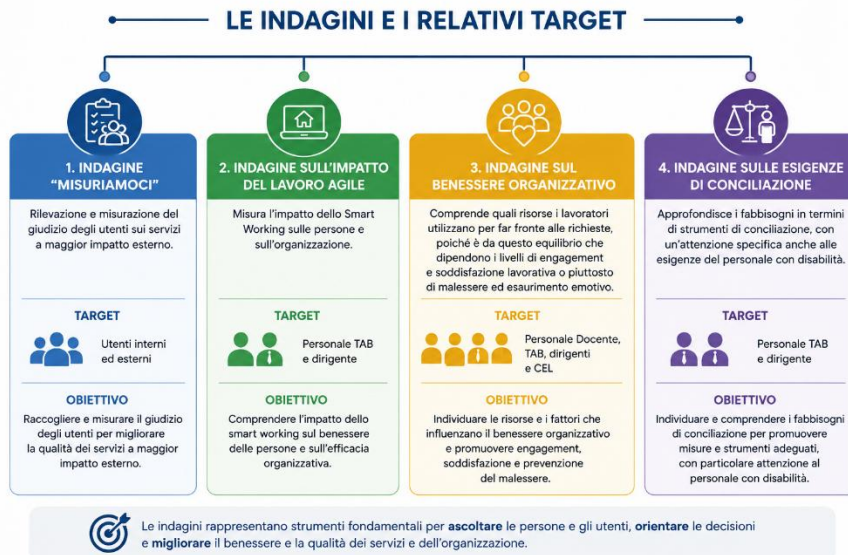 LE INDAGINI E I RELATIVI TARGET
1. INDAGINE
“MISURIAMOCI”
Rilevazione e misurazione del
giudizio degli utenti sui servizi
a maggior impatto esterno.
TARGET
Utenti interni
ed esterni
OBIETTIVO
Raccogliere e misurare il giudizio
degli utenti per migliorare
la qualità dei servizi a maggior
impatto esterno.
2. INDAGINE SULL'IMPATTO
DEL LAVORO AGILE
Misura l'impatto dello Smart
Working sulle persone e
sull'organizzazione.
TARGET
Personale TAB
e dirigente
OBIETTIVO
Comprendere l'impatto dello
smart working sul benessere
delle persone e sull'efficacia
organizzativa.
3. INDAGINE SUL
BENESSERE ORGANIZZATIVO
Comprende quali risorse i lavoratori
utilizzano per far fronte alle richieste,
poiché è da questo equilibrio che
dipendono i livelli di engagement
e soddisfazione lavorativa o piuttosto
di malessere ed esaurimento emotivo.
TARGET
Personale Docente,
TAB, dirigenti
e CEL
OBIETTIVO
Individuare le risorse e i fattori che
influenzano il benessere organizzativo
e promuovere engagement,
soddisfazione e prevenzione
del malessere.
4. INDAGINE SULLE ESIGENZE
DI CONCILIAZIONE
Approfondisce i fabbisogni in termini
di strumenti di conciliazione, con
un'attenzione specifica anche alle
esigenze del personale con disabilità.
TARGET
Personale TAB
e dirigente
OBIETTIVO
Individuare e comprendere i fabbisogni
di conciliazione per promuovere
misure e strumenti adeguati,
con particolare attenzione al
personale con disabilità.
Le indagini rappresentano strumenti fondamentali per ascoltare le persone e gli utenti, orientare le decisioni
e migliorare il benessere e la qualità dei servizi e dell'organizzazione.